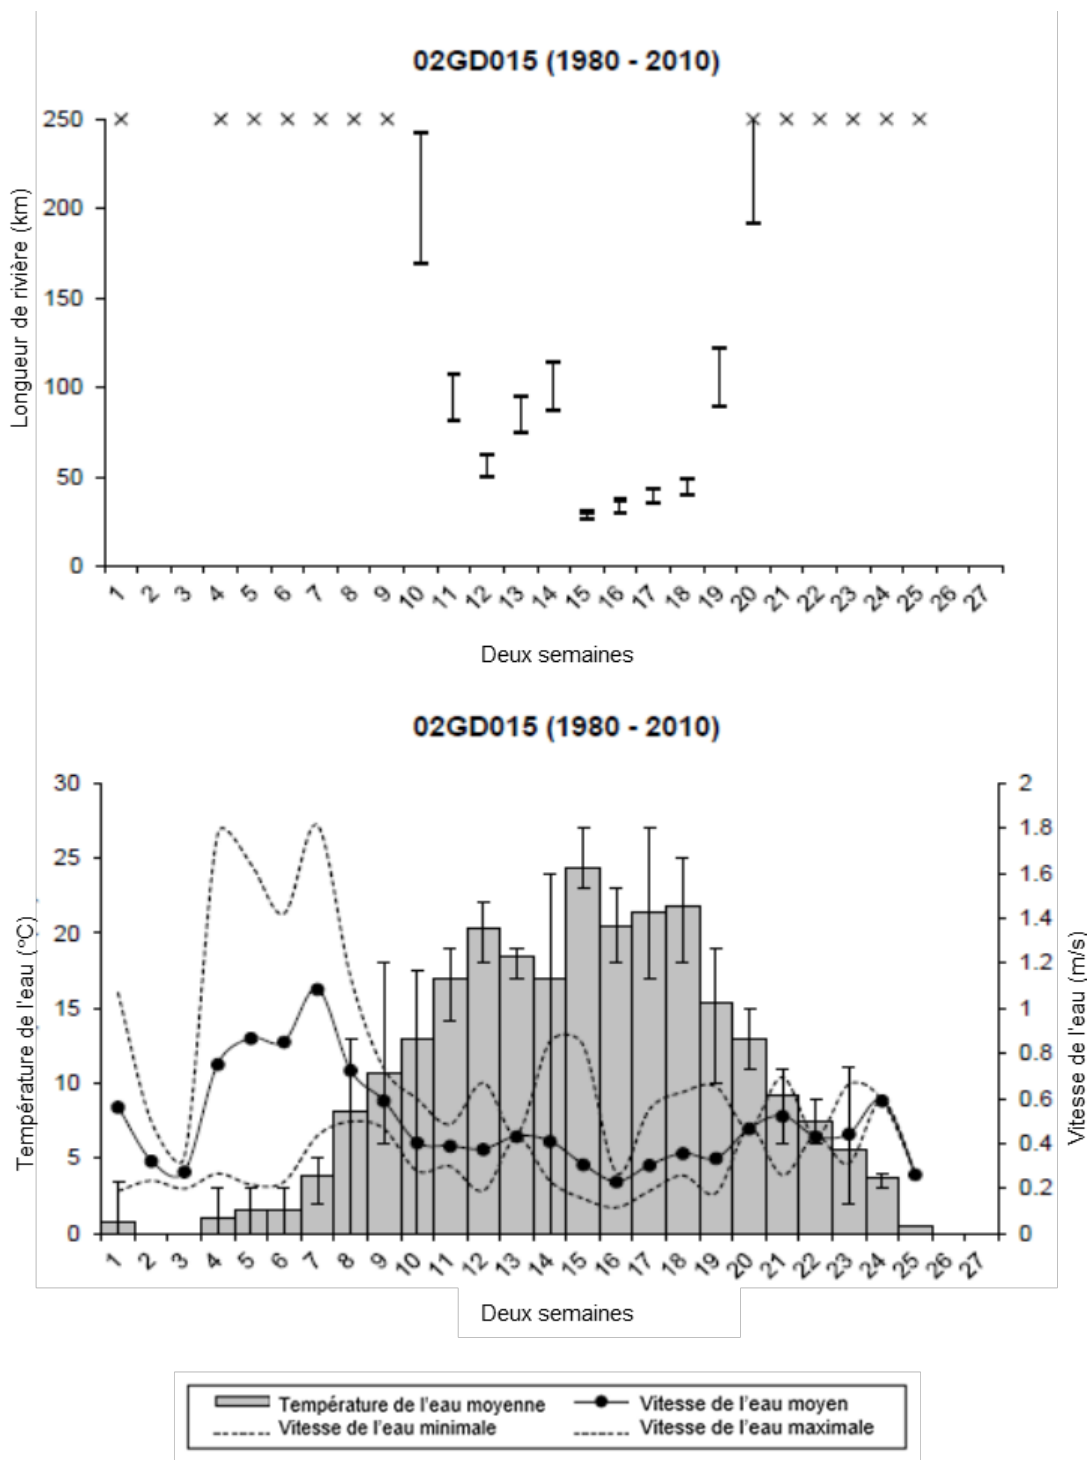 02GD015 (1980 - 2010)
250
200
150
100
50
0
Longueur de rivière (km)
1 2 3 4 5 6 7 8 9 10 11 12 13 14 15 16 17 18 19 20 21 22 23 24 25 26 27
Deux semaines
02GD015 (1980 - 2010)
30
25
20
15
10
5
0
Température de l'eau (ºC)
2
1.8
1.6
1.4
1.2
1
0.8
0.6
0.4
0.2
0
Vitesse de l'eau (m/s)
1 2 3 4 5 6 7 8 9 10 11 12 13 14 15 16 17 18 19 20 21 22 23 24 25 26 27
Deux semaines
Température de l'eau moyenne
Vitesse de l'eau moyen
Vitesse de l'eau minimale
Vitesse de l'eau maximale